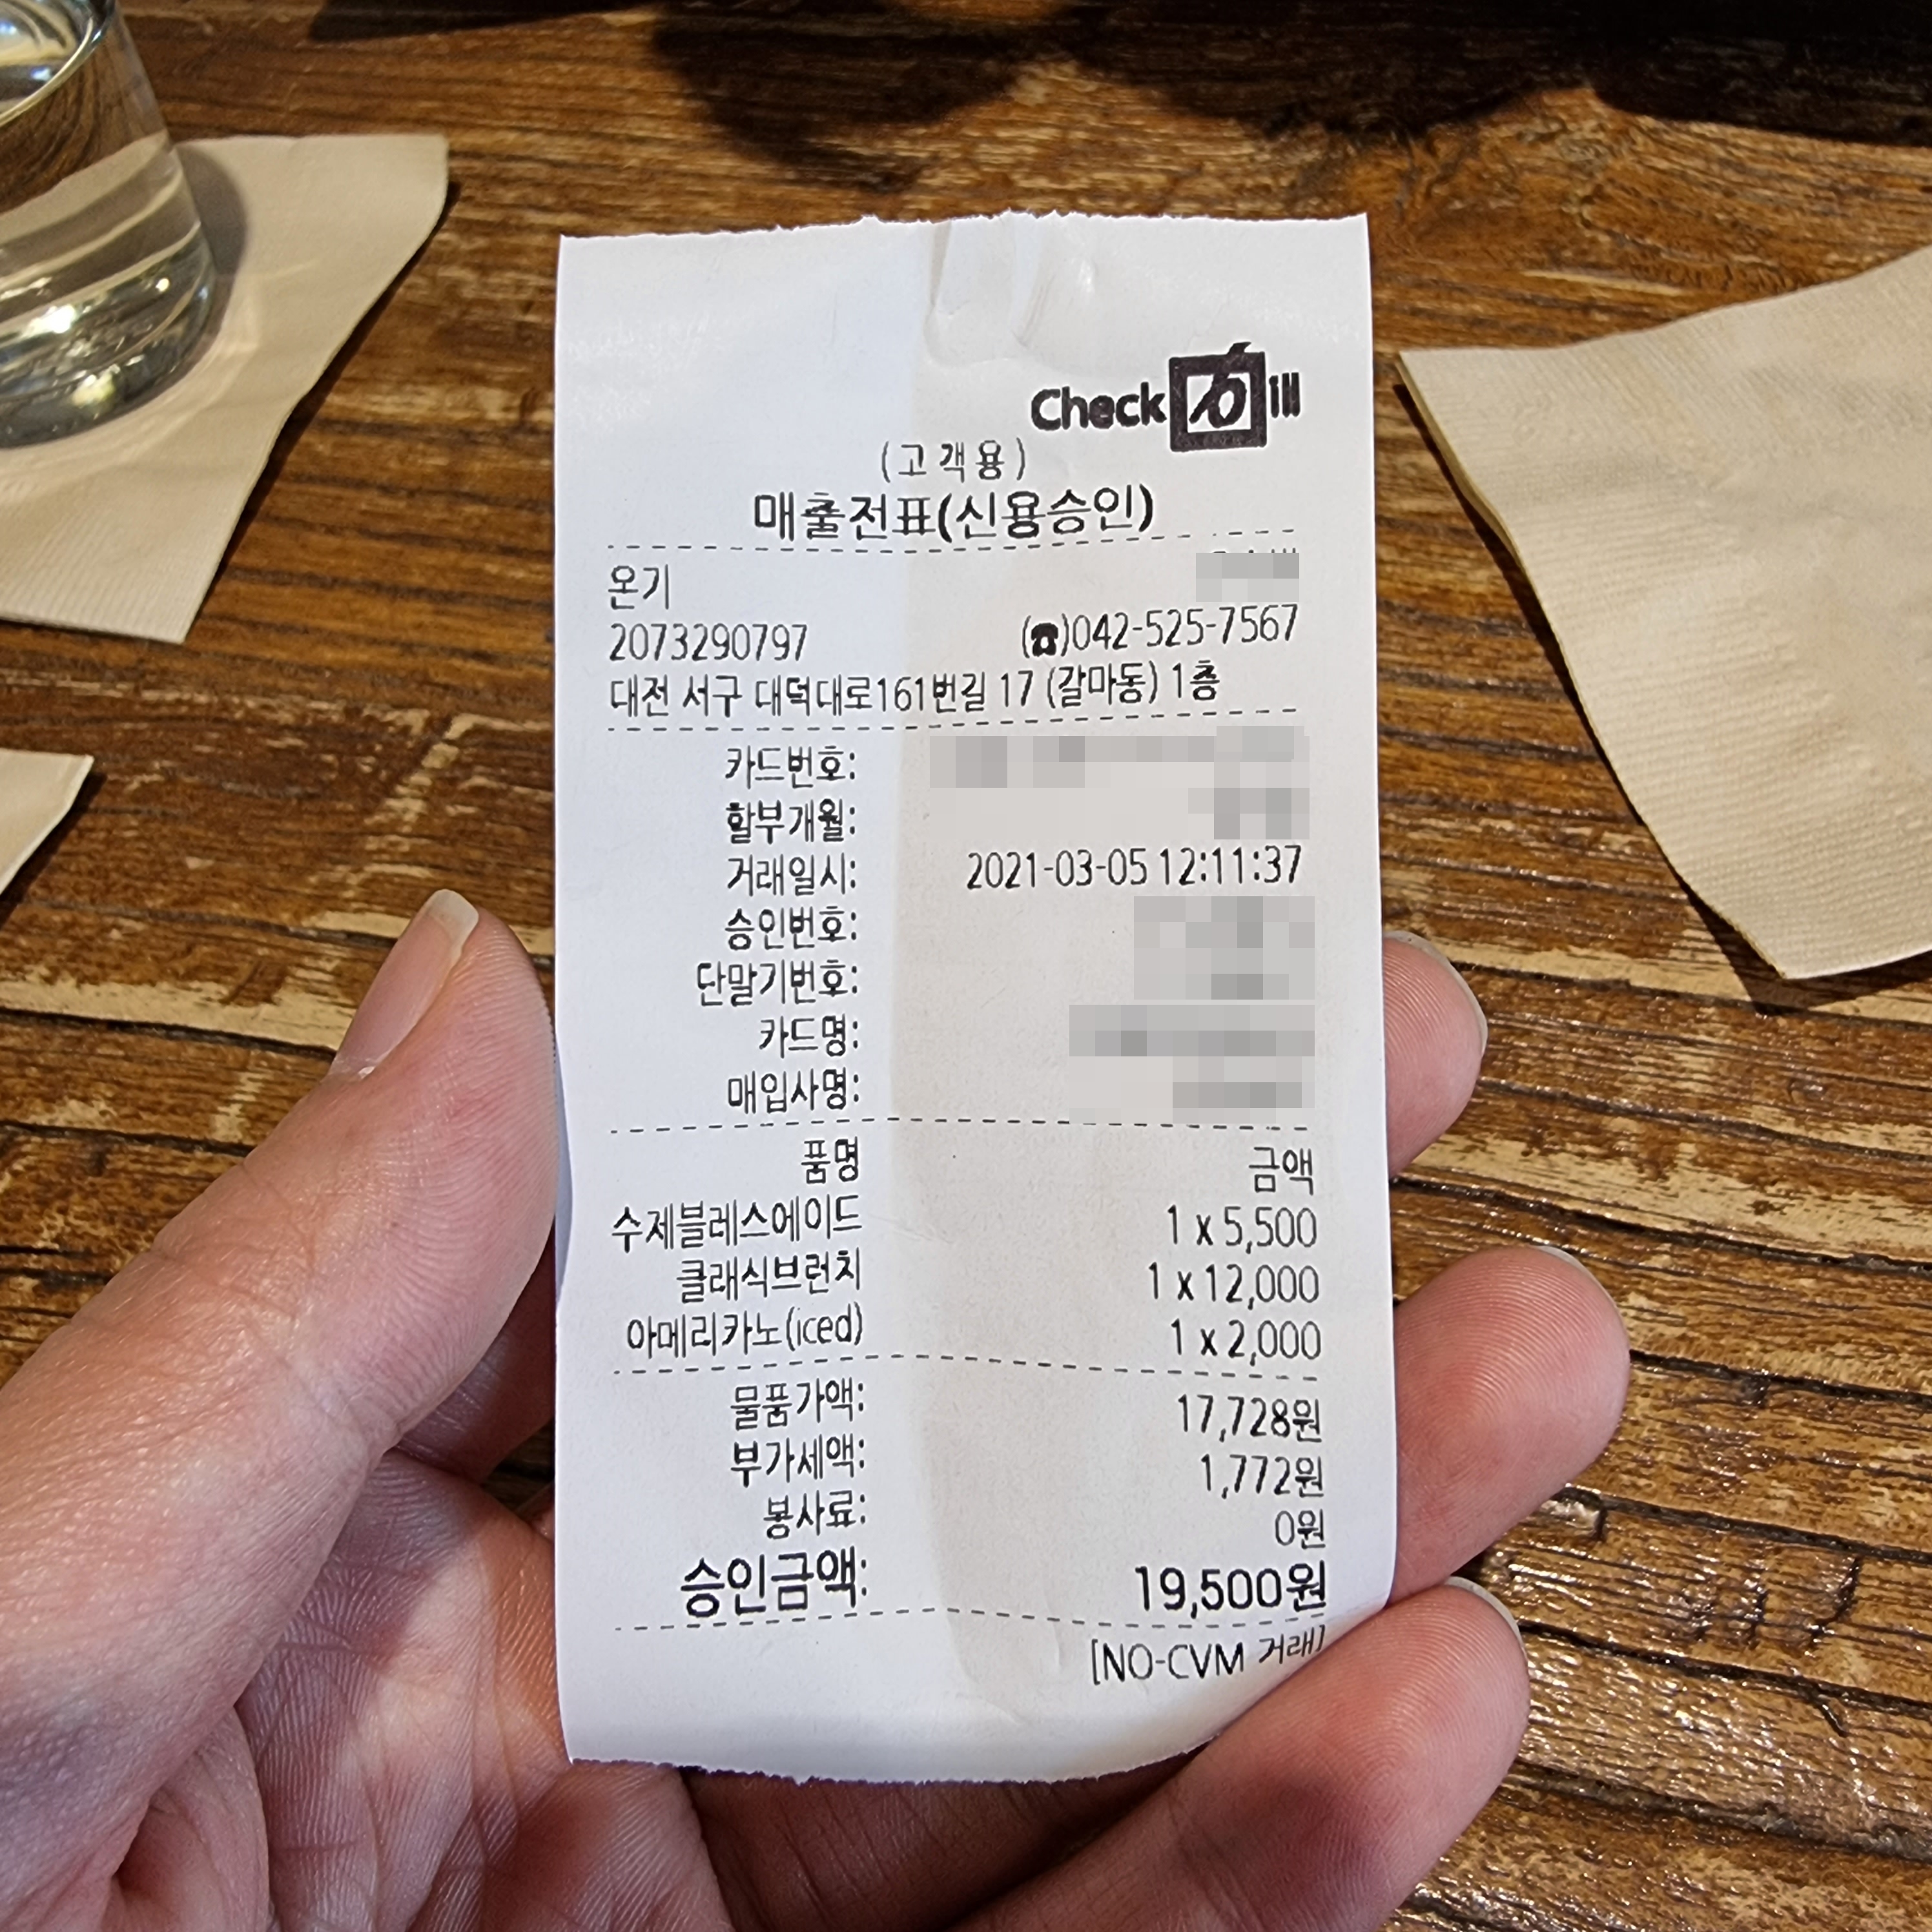 Check Bill
(고객용)
매출전표(신용승인)
온기
2073290797 (☎)042-525-7567
대전 서구 대덕대로161번길 17 (갈마동) 1층
카드번호:
할부개월:
거래일시: 2021-03-05 12:11:37
승인번호:
단말기번호:
카드명:
매입사명:
품명 금액
수제블레스에이드 1 x 5,500
클래식브런치 1 x 12,000
아메리카노(iced) 1 x 2,000
물품가액: 17,728원
부가세액: 1,772원
봉사료: 0원
승인금액: 19,500원
[NO-CVM 거래]